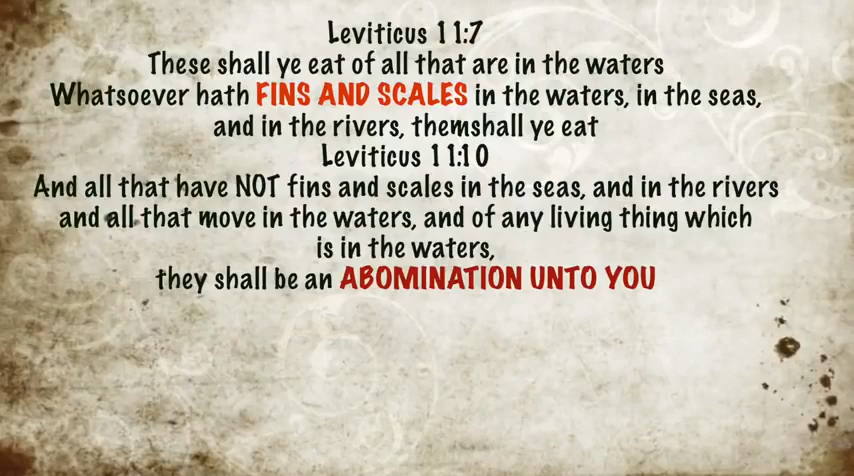 Leviticus 11:7
These shall ye eat of all that are in the waters
Whatsoever hath FINS AND SCALES in the waters, in the seas,
and in the rivers, themshall ye eat
Leviticus 11:10
And all that have NOT fins and scales in the seas, and in the rivers
and all that move in the waters, and of any living thing which
is in the waters,
they shall be an ABOMINATION UNTO YOU